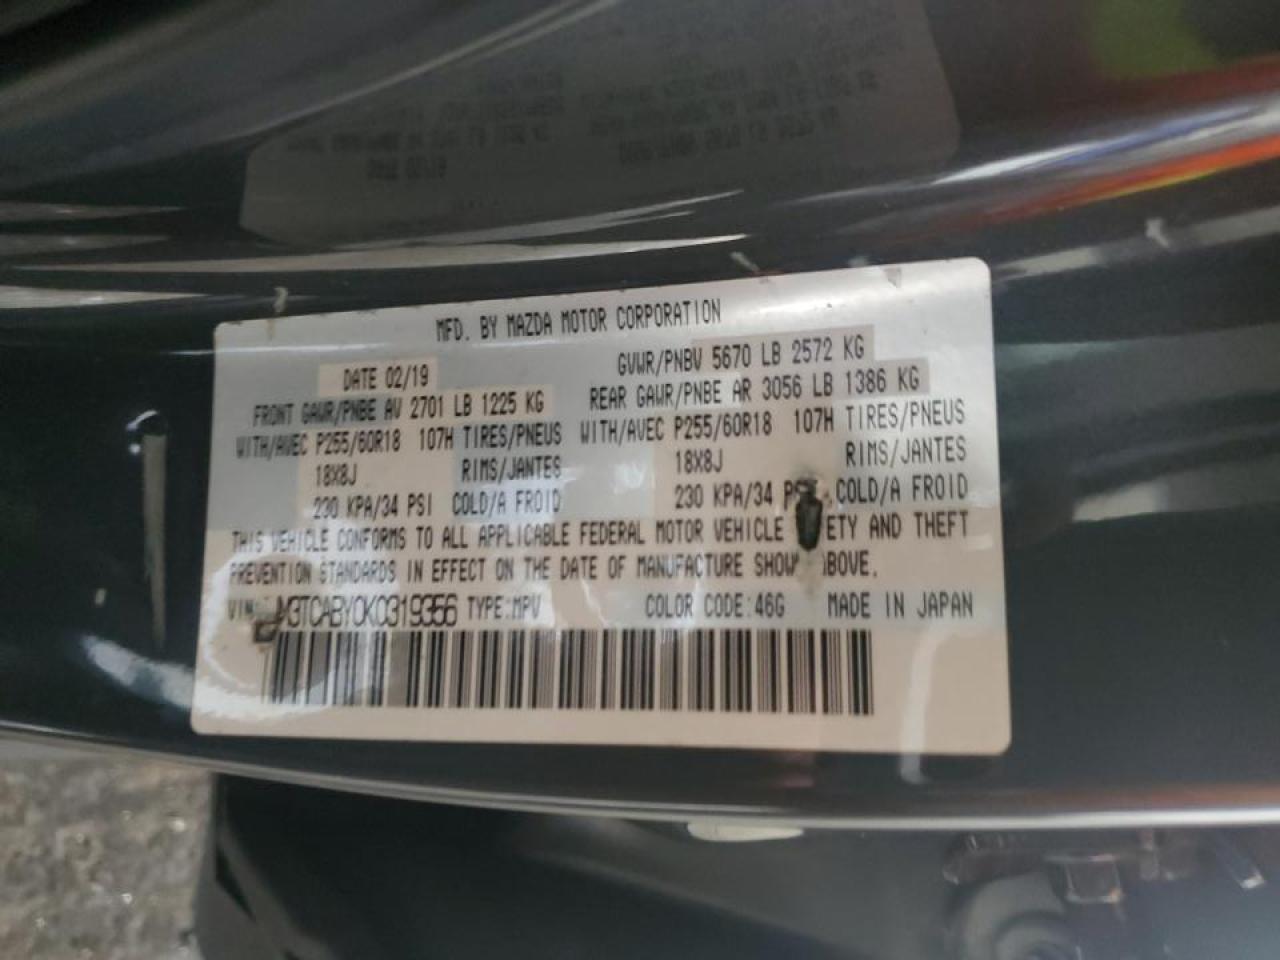 MFD. BY MAZDA MOTOR CORPORATION
DATE 02/19 GVWR/PNBV 5670 LB 2572 KG
FRONT GAWR/PNBE AV 2701 LB 1225 KG REAR GAWR/PNBE AR 3056 LB 1386 KG
WITH/AVEC P255/60R18 107H TIRES/PNEUS WITH/AVEC P255/60R18 107H TIRES/PNEUS
18X8J RIMS/JANTES 18X8J RIMS/JANTES
230 KPA/34 PSI COLD/A FROID 230 KPA/34 PSI COLD/A FROID
THIS VEHICLE CONFORMS TO ALL APPLICABLE FEDERAL MOTOR VEHICLE ETY AND THEFT
PREVENTION STANDARDS IN EFFECT ON THE DATE OF MANUFACTURE SHOW ABOVE.
VIN: JM3TCABY0K0319356 TYPE:MPV COLOR CODE:46G MADE IN JAPAN